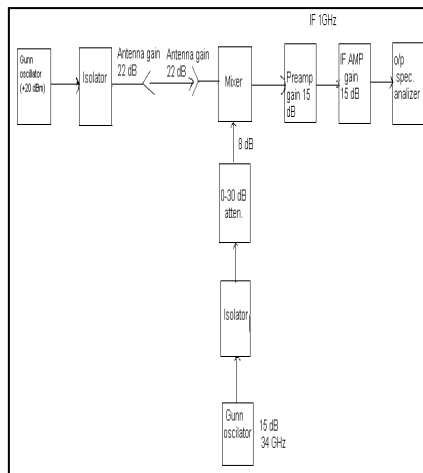 IF 1GHz
Gunn
oscillator
(+20 dBm)
Isolator
Antenna gain
22 dB
Antenna gain
22 dB
Mixer
Preamp
gain 15
dB
IF AMP
gain
15 dB
o/p
spec.
analizer
8 dB
0-30 dB
atten.
Isolator
Gunn
oscilator
15 dB
34 GHz